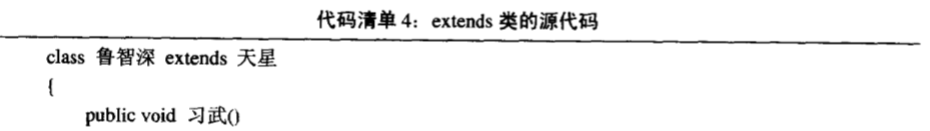 代码清单4：extends 类的源代码
class 鲁智深 extends 天星
{
public void 习武()